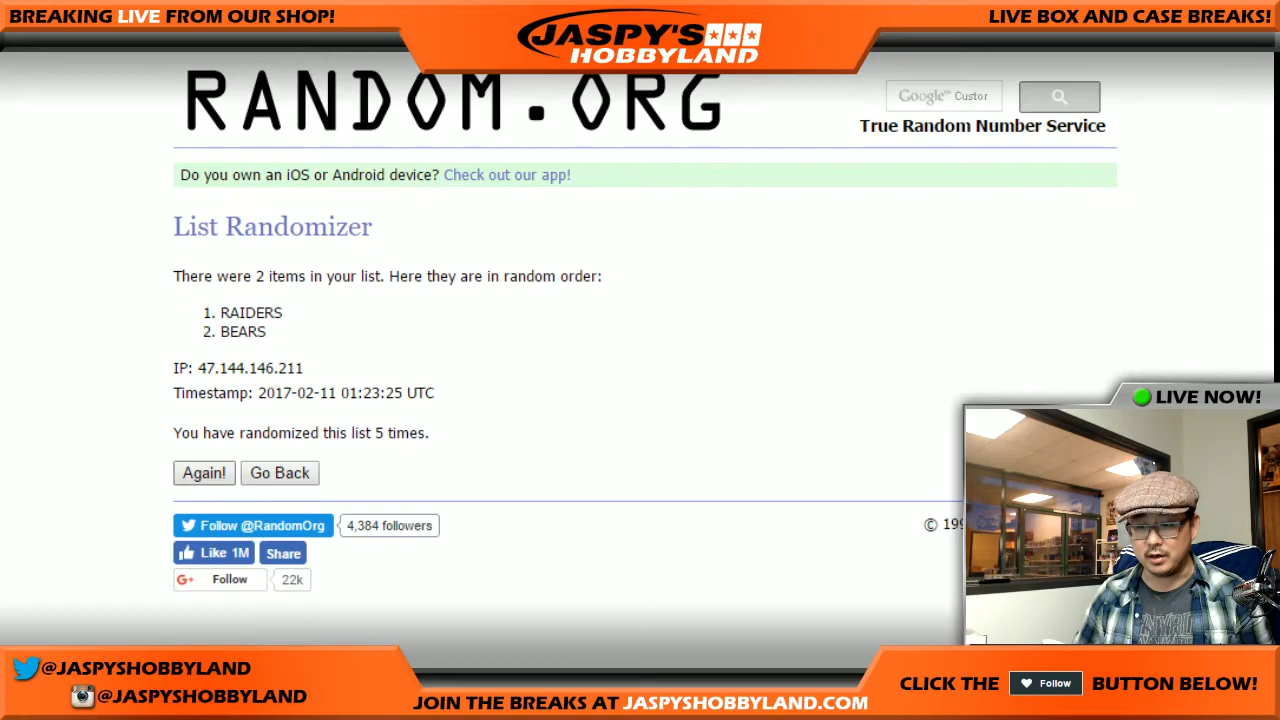 BREAKING LIVE FROM OUR SHOP!
JASPY'S
HOBBYLAND
LIVE BOX AND CASE BREAKS!
RANDOM.ORG
Google™ Custor
True Random Number Service
Do you own an iOS or Android device? Check out our app!
List Randomizer
There were 2 items in your list. Here they are in random order:
1. RAIDERS
2. BEARS
IP: 47.144.146.211
Timestamp: 2017-02-11 01:23:25 UTC
You have randomized this list 5 times.
Again! Go Back
LIVE NOW!
Follow @RandomOrg 4,384 followers
© 199
Like 1M Share
G+ Follow 22k
@JASPYSHOBBYLAND
@JASPYSHOBBYLAND
JOIN THE BREAKS AT JASPYSHOBBYLAND.COM
CLICK THE Follow BUTTON BELOW!